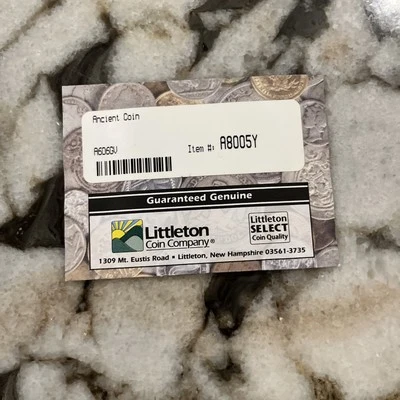 Ancient Coin
A6D6GV Item #: A8005Y
Guaranteed Genuine
Littleton
Coin Company®
Littleton
SELECT
Coin Quality
1309 Mt. Eustis Road • Littleton, New Hampshire 03561-3735